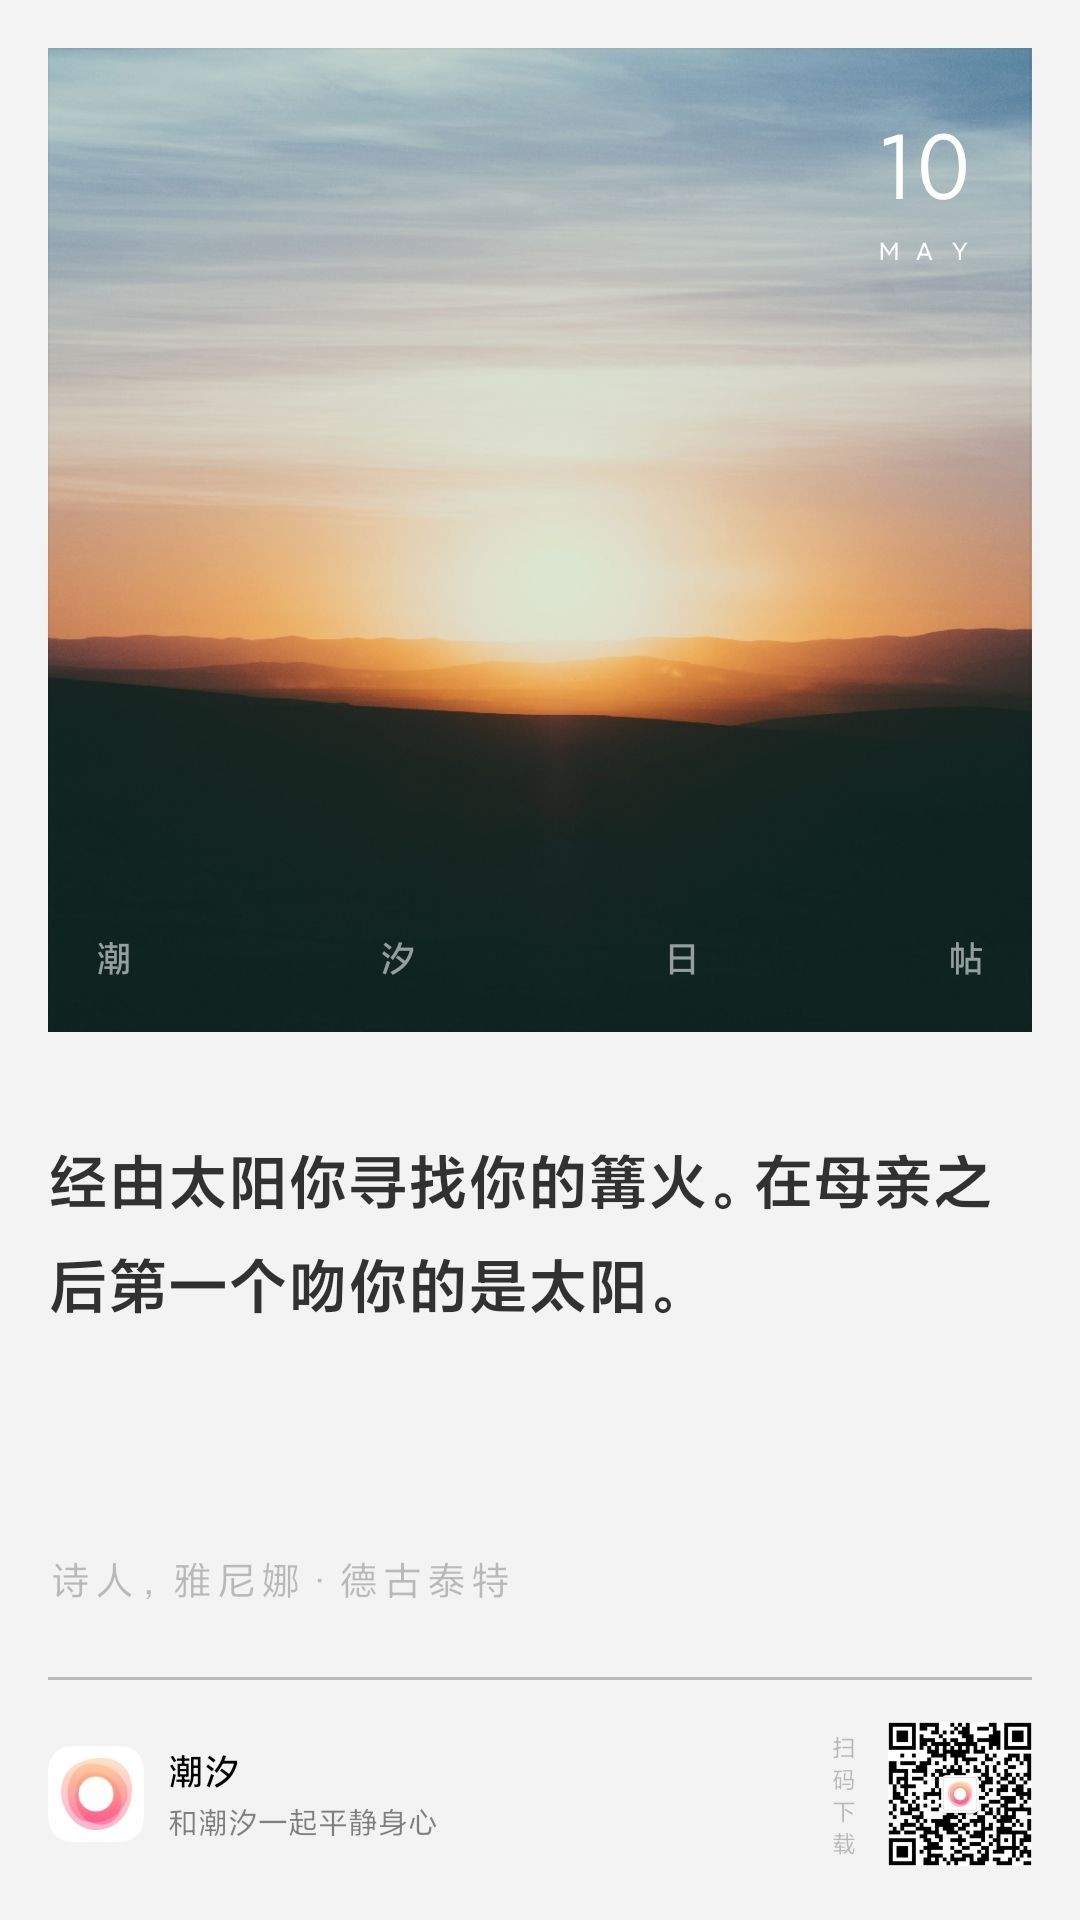 10
MAY
潮汐日帖
经由太阳你寻找你的篝火。在母亲之
后第一个吻你的是太阳。
诗人，雅尼娜·德古泰特
潮汐
和潮汐一起平静身心
扫码下载